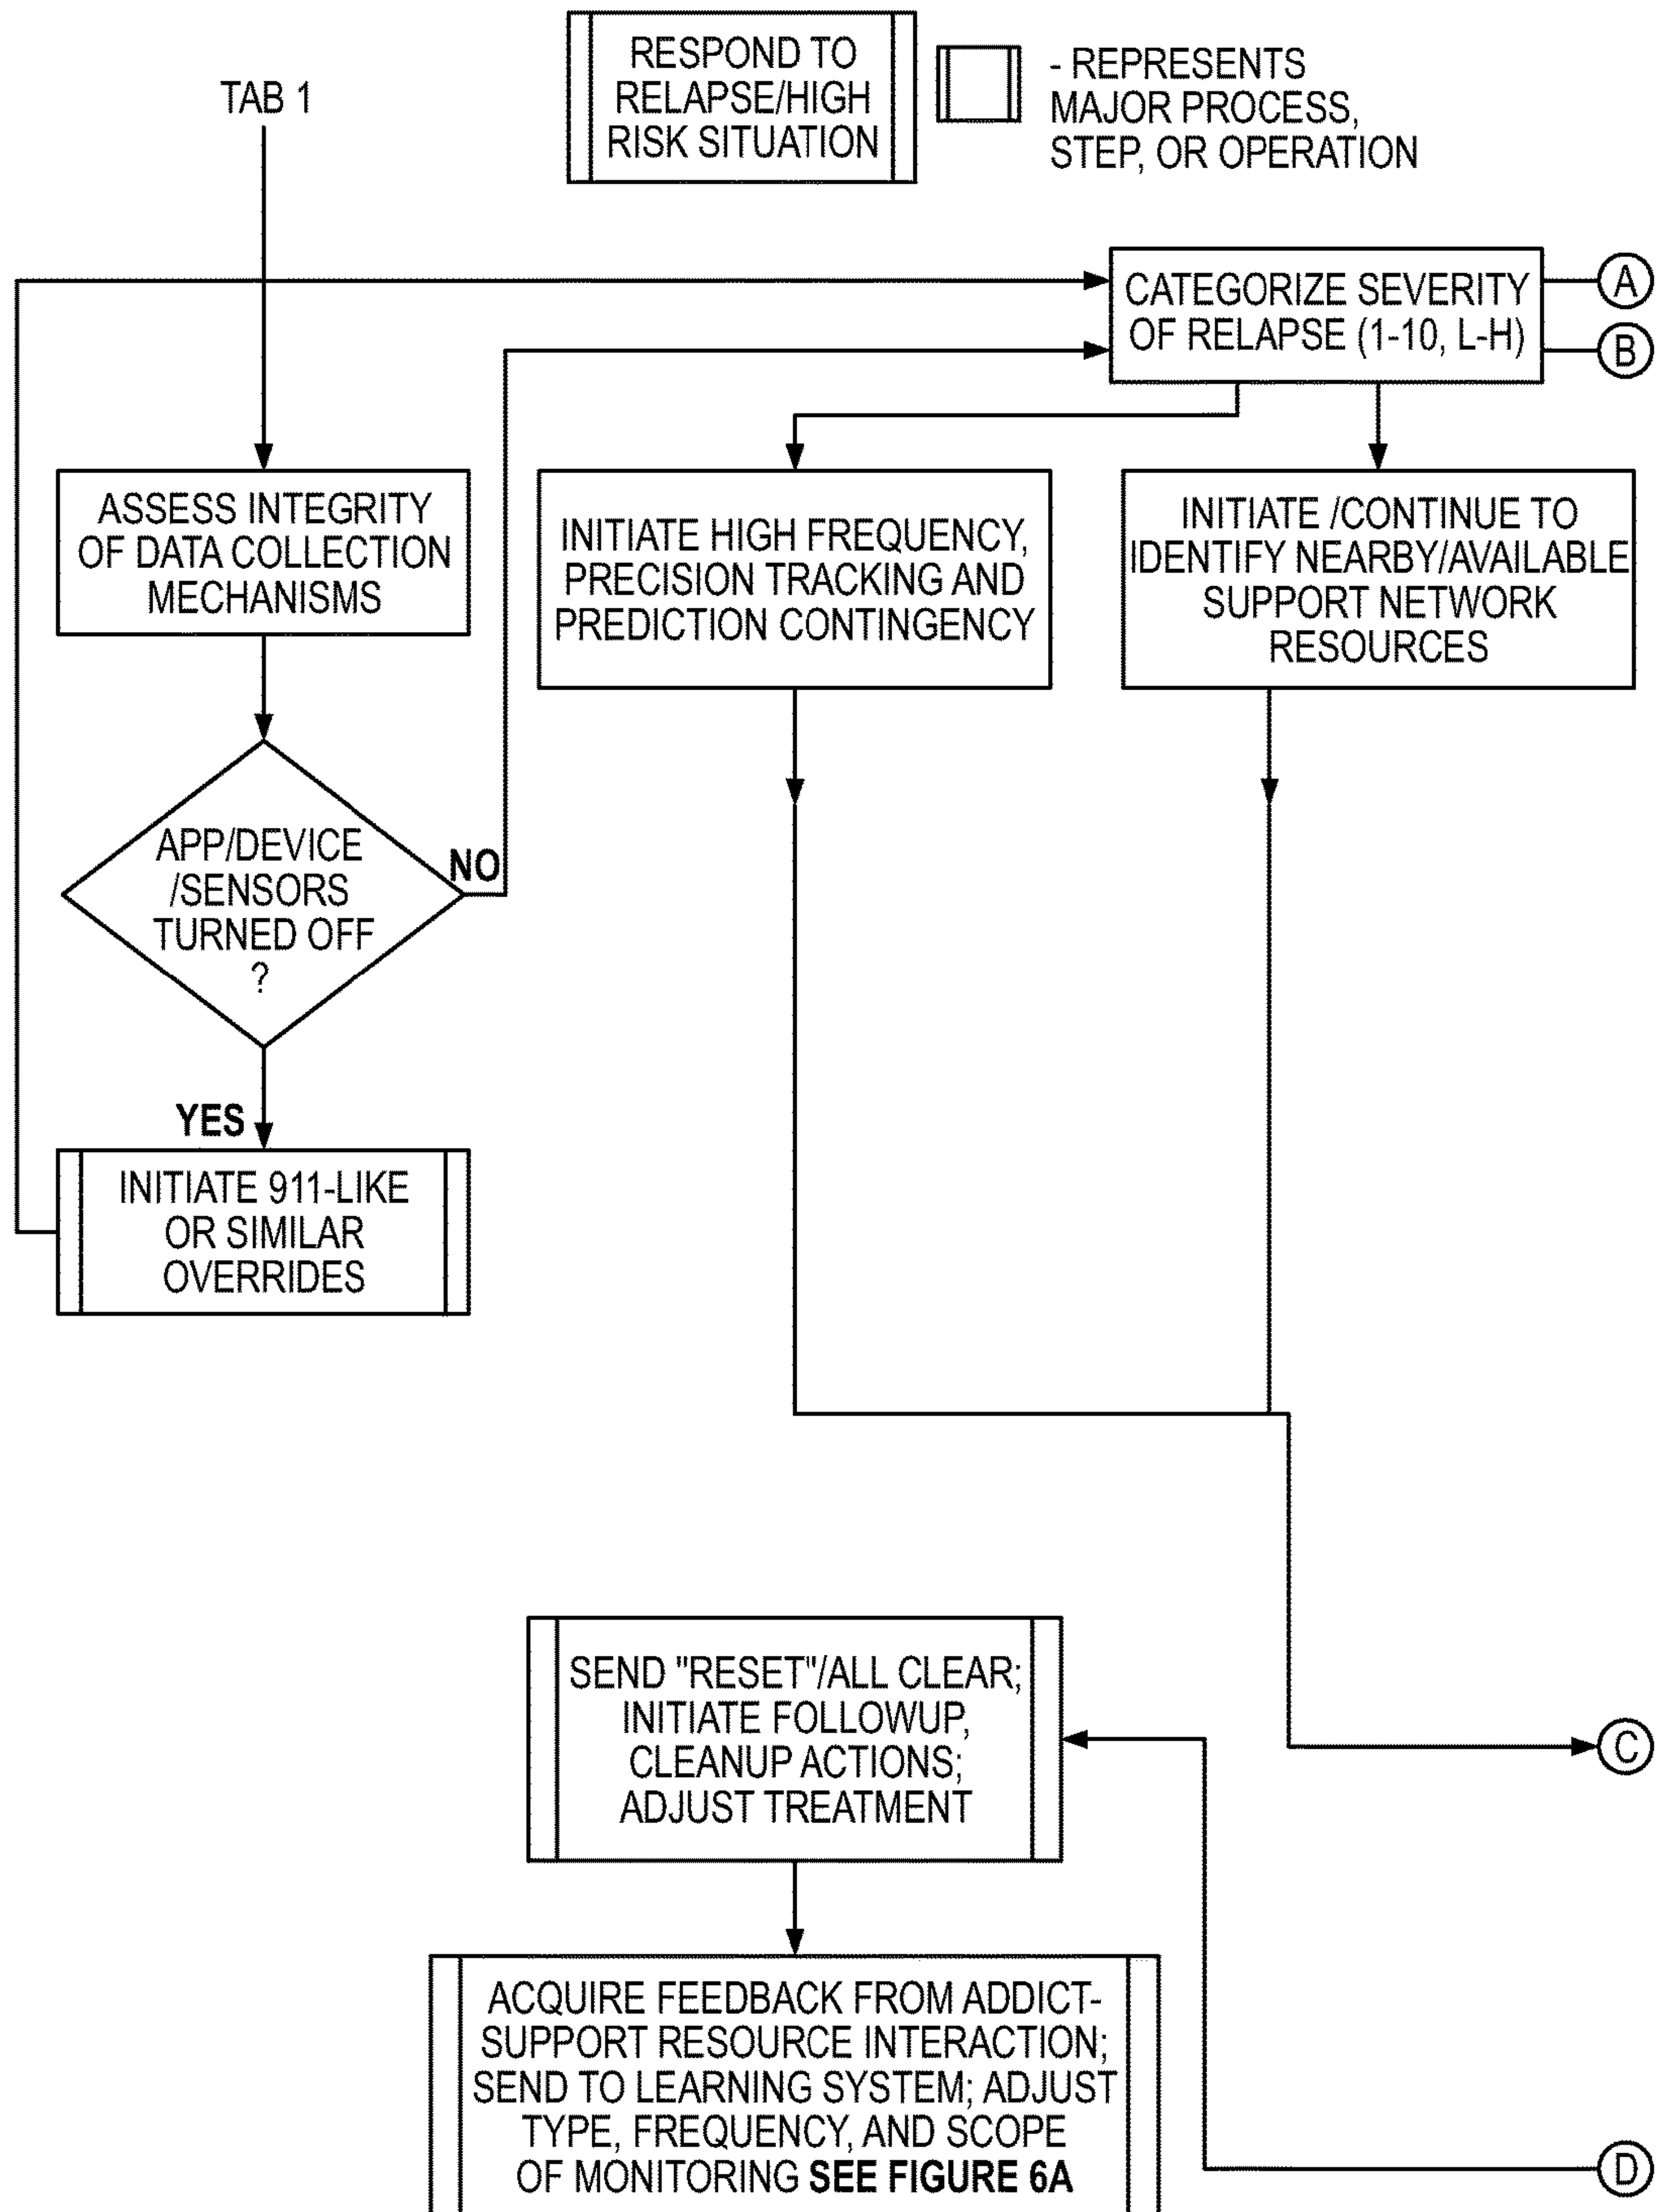 RESPOND TO
RELAPSE/HIGH
RISK SITUATION
- REPRESENTS
MAJOR PROCESS,
STEP, OR OPERATION
TAB 1
CATEGORIZE SEVERITY
OF RELAPSE (1-10, L-H)
A
B
ASSESS INTEGRITY
OF DATA COLLECTION
MECHANISMS
INITIATE HIGH FREQUENCY,
PRECISION TRACKING AND
PREDICTION CONTINGENCY
INITIATE /CONTINUE TO
IDENTIFY NEARBY/AVAILABLE
SUPPORT NETWORK
RESOURCES
APP/DEVICE
/SENSORS
TURNED OFF
?
NO
YES
INITIATE 911-LIKE
OR SIMILAR
OVERRIDES
SEND "RESET"/ALL CLEAR;
INITIATE FOLLOWUP,
CLEANUP ACTIONS;
ADJUST TREATMENT
C
ACQUIRE FEEDBACK FROM ADDICT-
SUPPORT RESOURCE INTERACTION;
SEND TO LEARNING SYSTEM; ADJUST
TYPE, FREQUENCY, AND SCOPE
OF MONITORING SEE FIGURE 6A
D